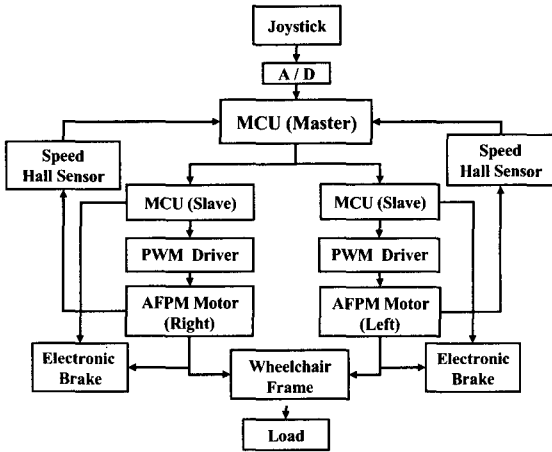 Joystick
A / D
MCU (Master)
Speed
Hall Sensor
Speed
Hall Sensor
MCU (Slave)
MCU (Slave)
PWM Driver
PWM Driver
AFPM Motor
(Right)
AFPM Motor
(Left)
Electronic
Brake
Wheelchair
Frame
Electronic
Brake
Load